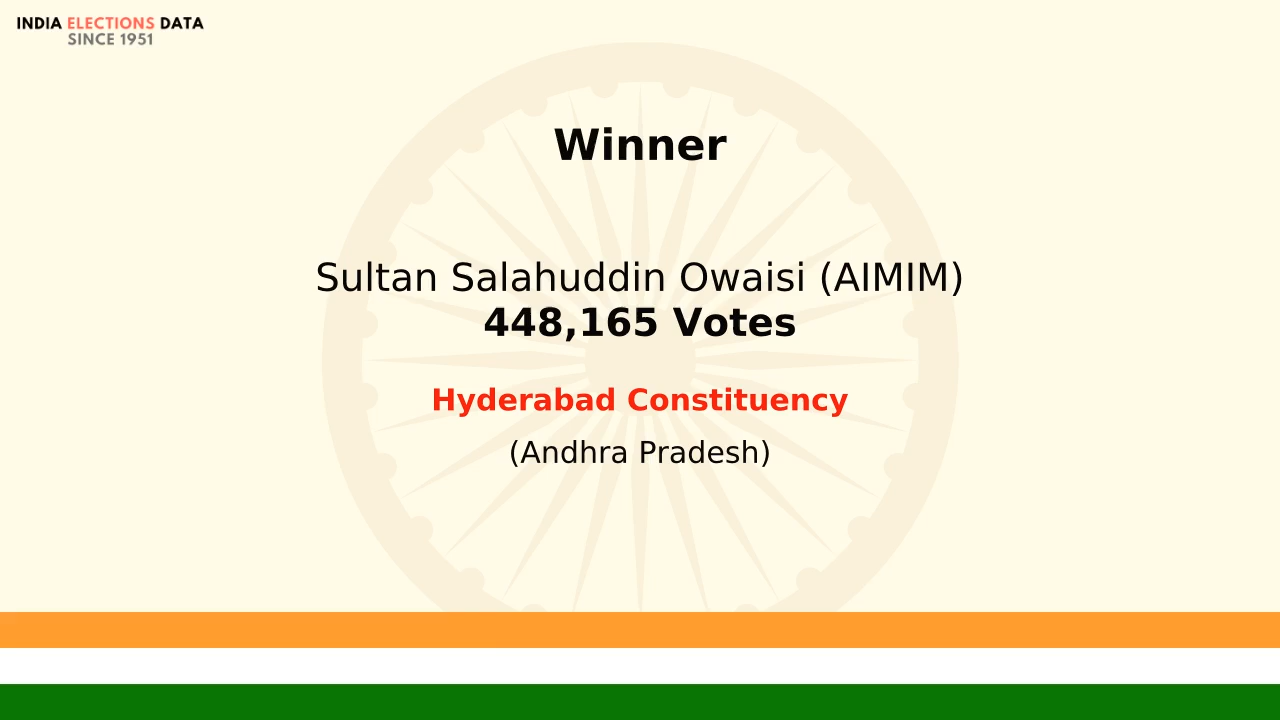 INDIA ELECTIONS DATA
SINCE 1951
Winner
Sultan Salahuddin Owaisi (AIMIM)
448,165 Votes
Hyderabad Constituency
(Andhra Pradesh)